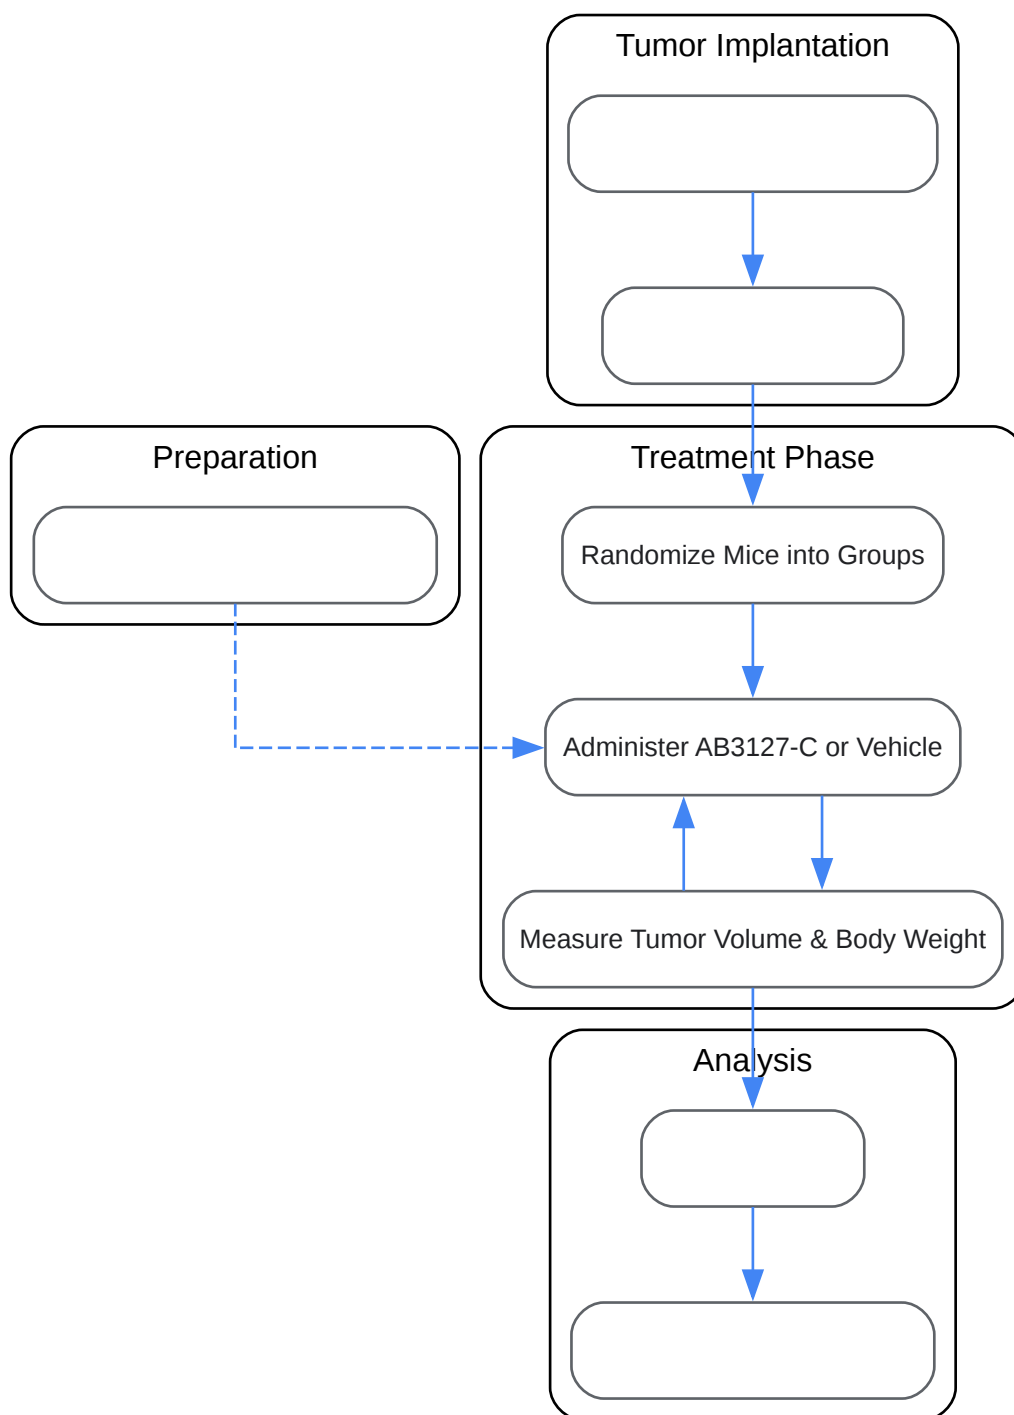 Tumor Implantation
Preparation
Treatment Phase
Randomize Mice into Groups
Administer AB3127-C or Vehicle
Measure Tumor Volume & Body Weight
Analysis